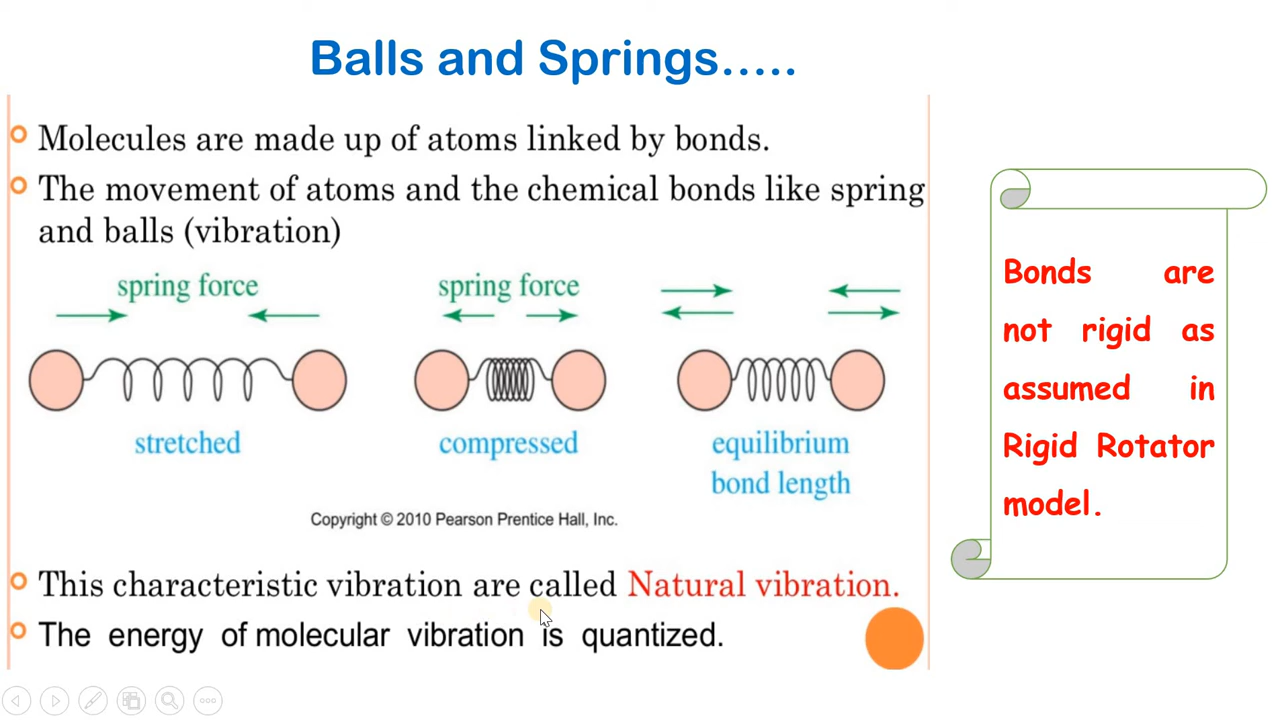 Balls and Springs.....
Molecules are made up of atoms linked by bonds.
The movement of atoms and the chemical bonds like spring
and balls (vibration)
spring force
spring force
stretched
compressed
equilibrium
bond length
Copyright © 2010 Pearson Prentice Hall, Inc.
This characteristic vibration are called Natural vibration.
The energy of molecular vibration is quantized.
Bonds are
not rigid as
assumed in
Rigid Rotator
model.